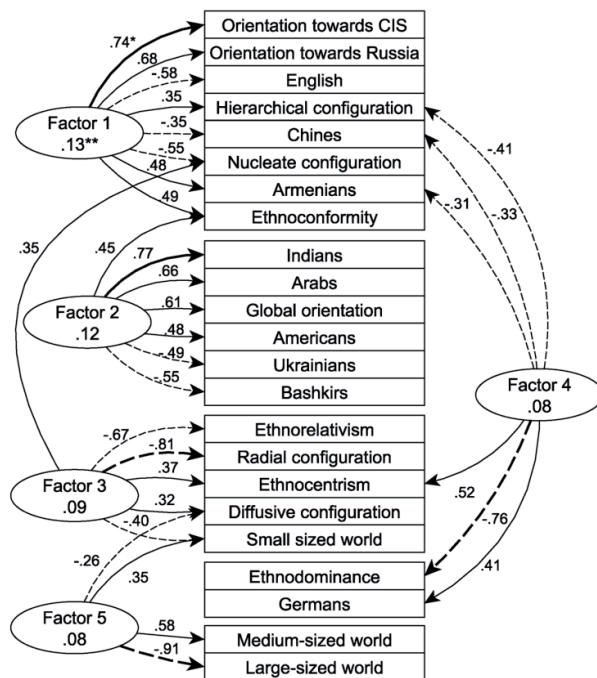 Orientation towards CIS
Orientation towards Russia
English
Hierarchical configuration
Chines
Nucleate configuration
Armenians
Ethnoconformity
Indians
Arabs
Global orientation
Americans
Ukrainians
Bashkirs
Ethnorelativism
Radial configuration
Ethnocentrism
Diffusive configuration
Small sized world
Ethnodominance
Germans
Medium-sized world
Large-sized world
Factor 1
.13**
.74*
.68
-.58
.35
-.35
-.55
.48
.49
Factor 2
.12
.45
.77
.66
.61
.48
-.49
-.55
Factor 3
.09
.35
-.67
-.81
.37
.32
-.40
Factor 5
.08
-.26
.35
.58
-.91
Factor 4
.08
-.41
-.33
-.31
.52
-.76
.41